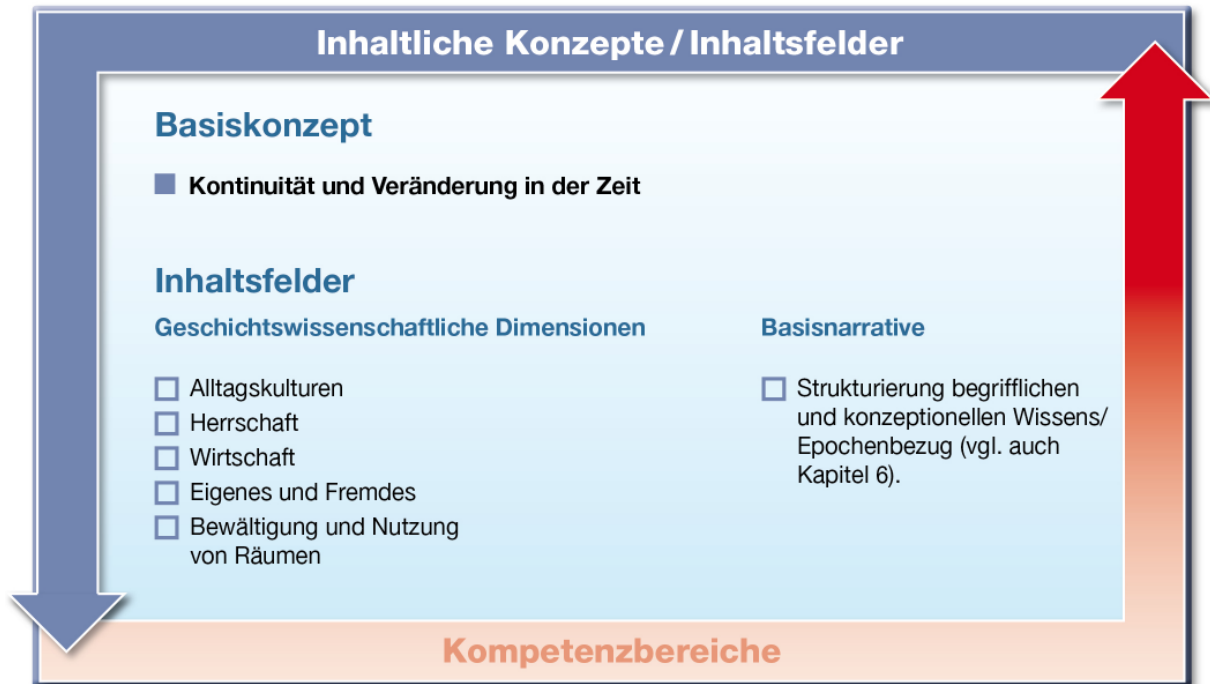 Inhaltliche Konzepte / Inhaltsfelder
Basiskonzept
Kontinuität und Veränderung in der Zeit
Inhaltsfelder
Geschichtswissenschaftliche Dimensionen
Alltagskulturen
Herrschaft
Wirtschaft
Eigenes und Fremdes
Bewältigung und Nutzung
von Räumen
Basisnarrative
Strukturierung begrifflichen
und konzeptionellen Wissens/
Epochenbezug (vgl. auch
Kapitel 6).
Kompetenzbereiche